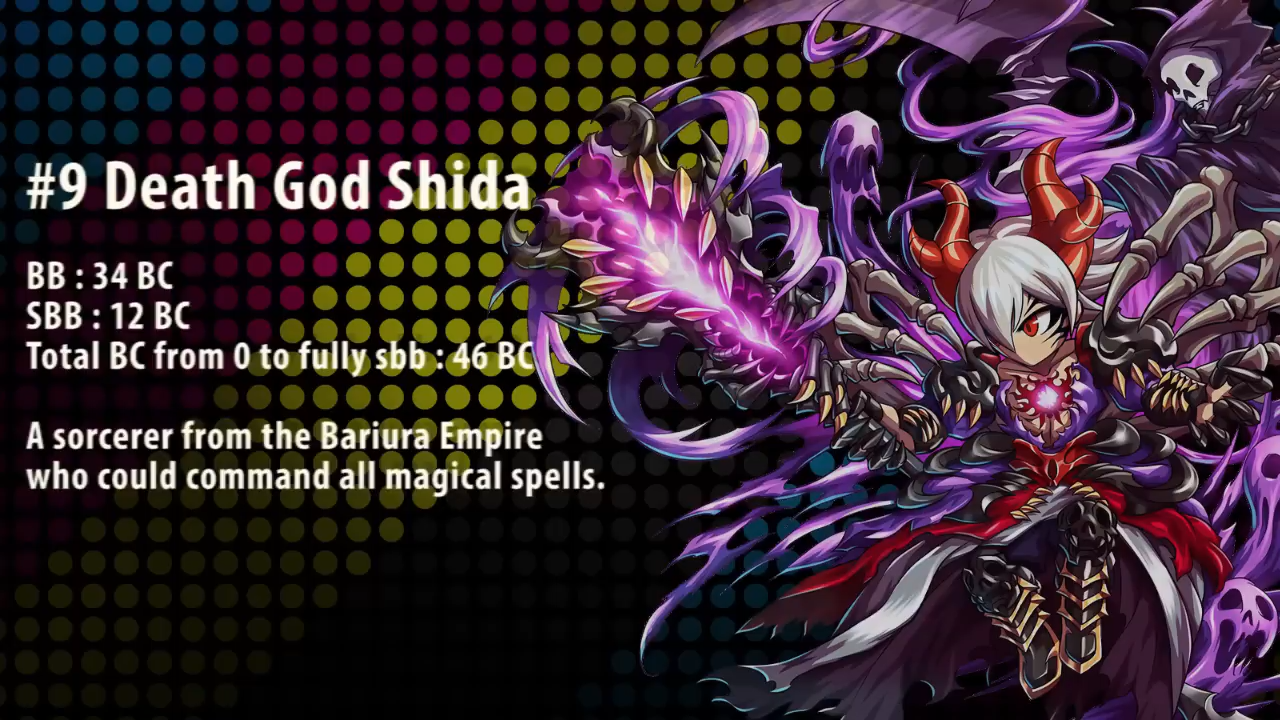 #9 Death God Shida
BB : 34 BC
SBB : 12 BC
Total BC from 0 to fully sbb : 46 BC
A sorcerer from the Bariura Empire
who could command all magical spells.